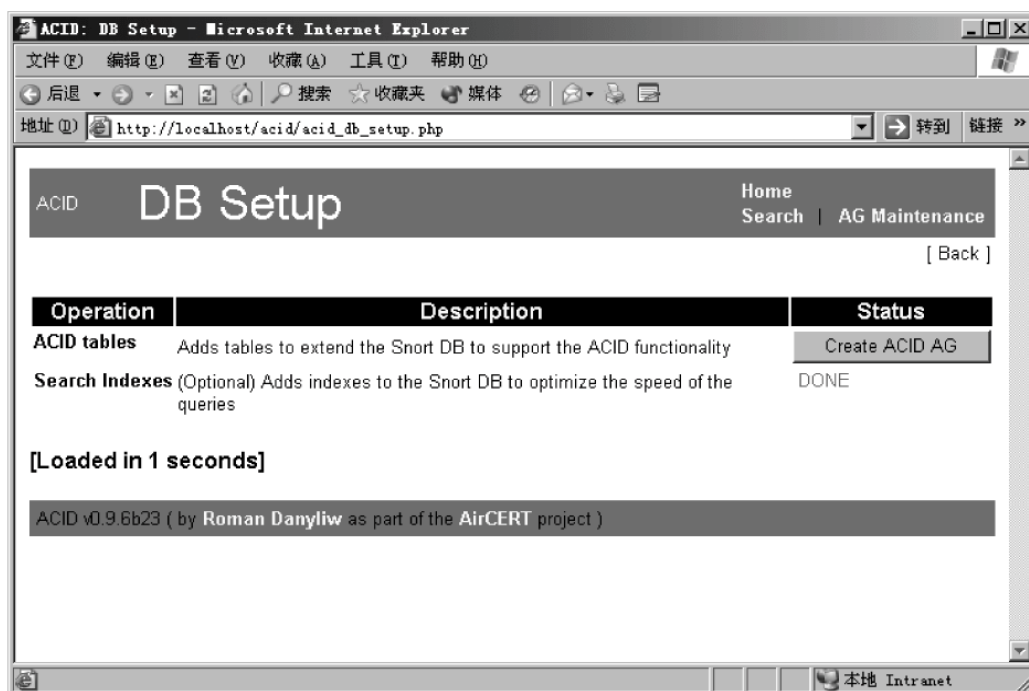 ACID: DB Setup - Microsoft Internet Explorer
文件(F) 编辑(E) 查看(V) 收藏(A) 工具(T) 帮助(H)
后退 搜索 收藏夹 媒体
地址(D) http://localhost/acid/acid_db_setup.php 转到 链接 »
ACID DB Setup
Home
Search | AG Maintenance
[ Back ]
Operation Description Status
ACID tables Adds tables to extend the Snort DB to support the ACID functionality Create ACID AG
Search Indexes (Optional) Adds indexes to the Snort DB to optimize the speed of the DONE
queries
[Loaded in 1 seconds]
ACID v0.9.6b23 ( by Roman Danyliw as part of the AirCERT project )
本地 Intranet